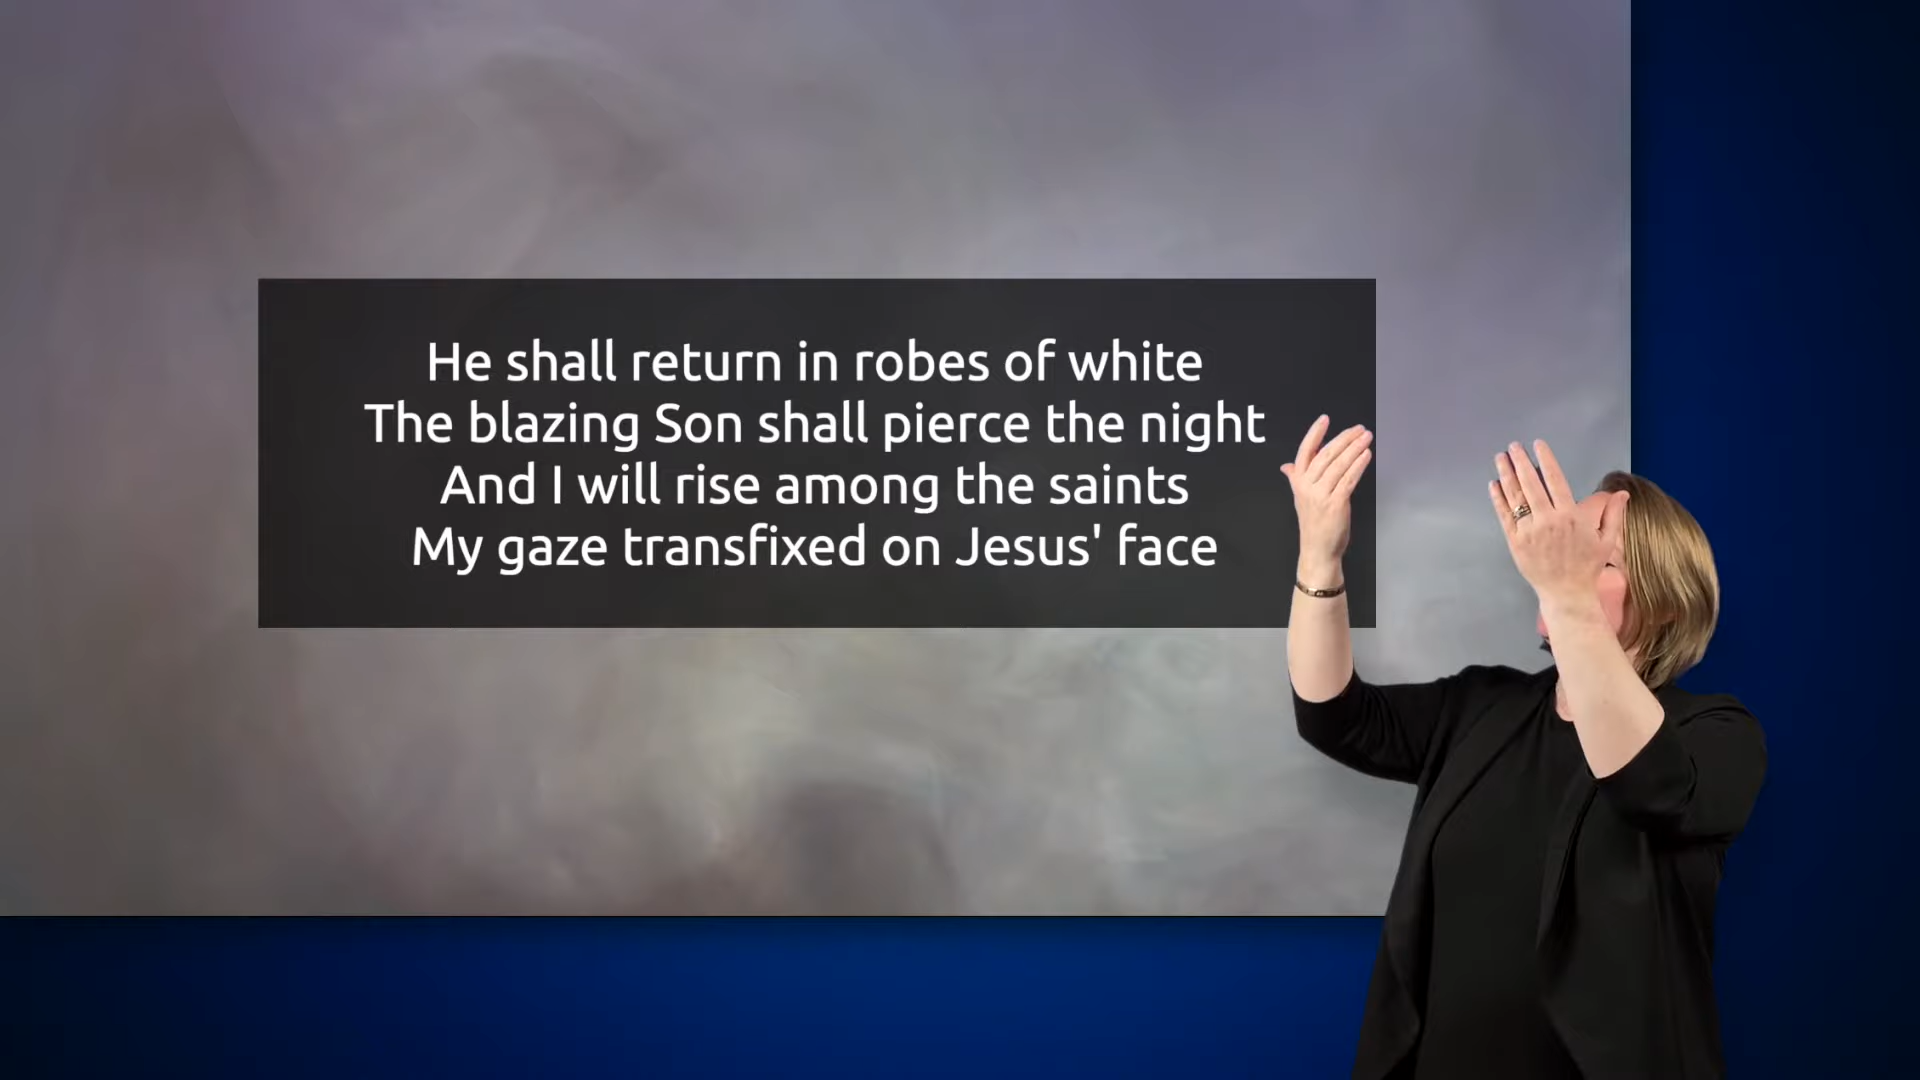 He shall return in robes of white
The blazing Son shall pierce the night
And I will rise among the saints
My gaze transfixed on Jesus' face